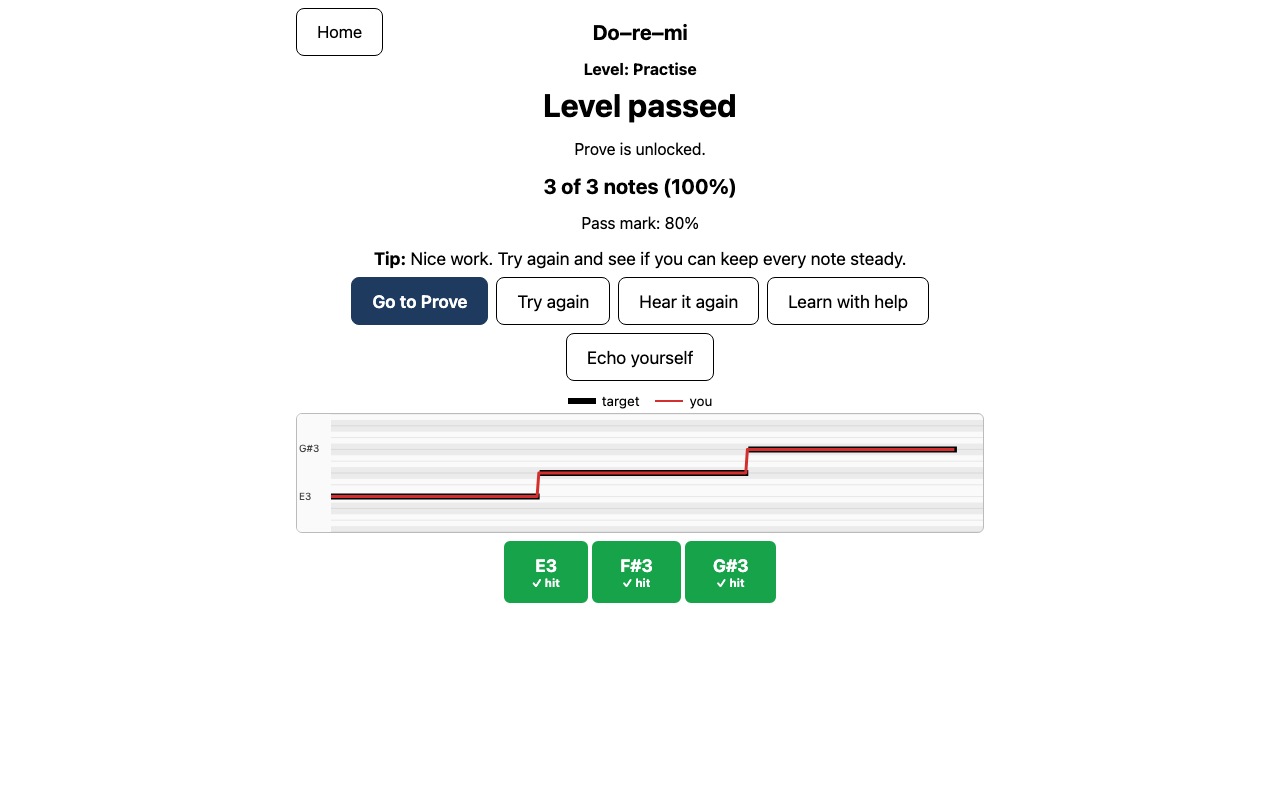 Home
Do–re–mi
Level: Practise
Level passed
Prove is unlocked.
3 of 3 notes (100%)
Pass mark: 80%
Tip: Nice work. Try again and see if you can keep every note steady.
Go to Prove
Try again
Hear it again
Learn with help
Echo yourself
target
you
G#3
E3
E3
✓ hit
F#3
✓ hit
G#3
✓ hit